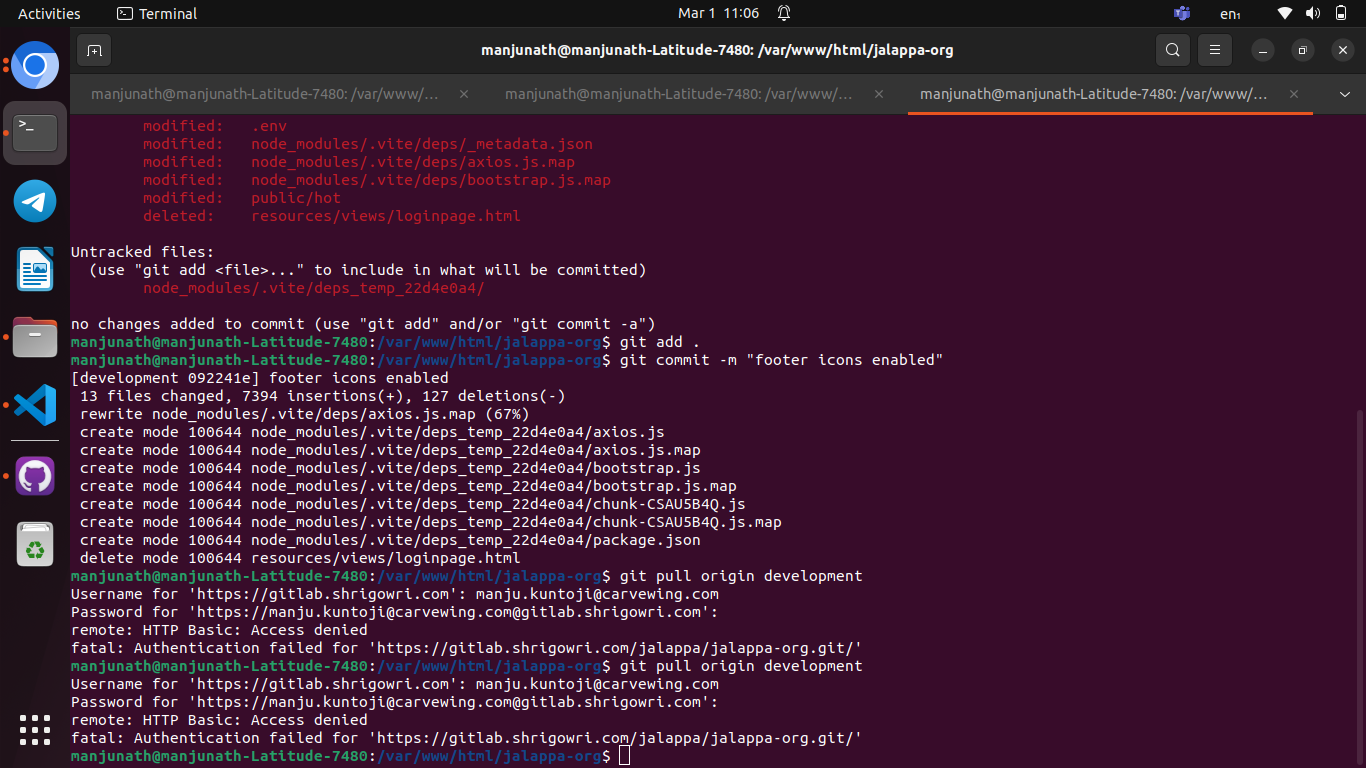 Activities
Terminal
Mar 1 11:06
en₁
manjunath@manjunath-Latitude-7480: /var/www/html/jalappa-org
manjunath@manjunath-Latitude-7480: /var/www/... × manjunath@manjunath-Latitude-7480: /var/www/... × manjunath@manjunath-Latitude-7480: /var/www/... ×
modified: .env
modified: node_modules/.vite/deps/_metadata.json
modified: node_modules/.vite/deps/axios.js.map
modified: node_modules/.vite/deps/bootstrap.js.map
modified: public/hot
deleted: resources/views/loginpage.html
Untracked files:
(use "git add <file>..." to include in what will be committed)
node_modules/.vite/deps_temp_22d4e0a4/
no changes added to commit (use "git add" and/or "git commit -a")
manjunath@manjunath-Latitude-7480:/var/www/html/jalappa-org$ git add .
manjunath@manjunath-Latitude-7480:/var/www/html/jalappa-org$ git commit -m "footer icons enabled"
[development 092241e] footer icons enabled
13 files changed, 7394 insertions(+), 127 deletions(-)
rewrite node_modules/.vite/deps/axios.js.map (67%)
create mode 100644 node_modules/.vite/deps_temp_22d4e0a4/axios.js
create mode 100644 node_modules/.vite/deps_temp_22d4e0a4/axios.js.map
create mode 100644 node_modules/.vite/deps_temp_22d4e0a4/bootstrap.js
create mode 100644 node_modules/.vite/deps_temp_22d4e0a4/bootstrap.js.map
create mode 100644 node_modules/.vite/deps_temp_22d4e0a4/chunk-CSAU5B4Q.js
create mode 100644 node_modules/.vite/deps_temp_22d4e0a4/chunk-CSAU5B4Q.js.map
create mode 100644 node_modules/.vite/deps_temp_22d4e0a4/package.json
delete mode 100644 resources/views/loginpage.html
manjunath@manjunath-Latitude-7480:/var/www/html/jalappa-org$ git pull origin development
Username for 'https://gitlab.shrigowri.com': manju.kuntoji@carvewing.com
Password for 'https://manju.kuntoji@carvewing.com@gitlab.shrigowri.com':
remote: HTTP Basic: Access denied
fatal: Authentication failed for 'https://gitlab.shrigowri.com/jalappa/jalappa-org.git/'
manjunath@manjunath-Latitude-7480:/var/www/html/jalappa-org$ git pull origin development
Username for 'https://gitlab.shrigowri.com': manju.kuntoji@carvewing.com
Password for 'https://manju.kuntoji@carvewing.com@gitlab.shrigowri.com':
remote: HTTP Basic: Access denied
fatal: Authentication failed for 'https://gitlab.shrigowri.com/jalappa/jalappa-org.git/'
manjunath@manjunath-Latitude-7480:/var/www/html/jalappa-org$